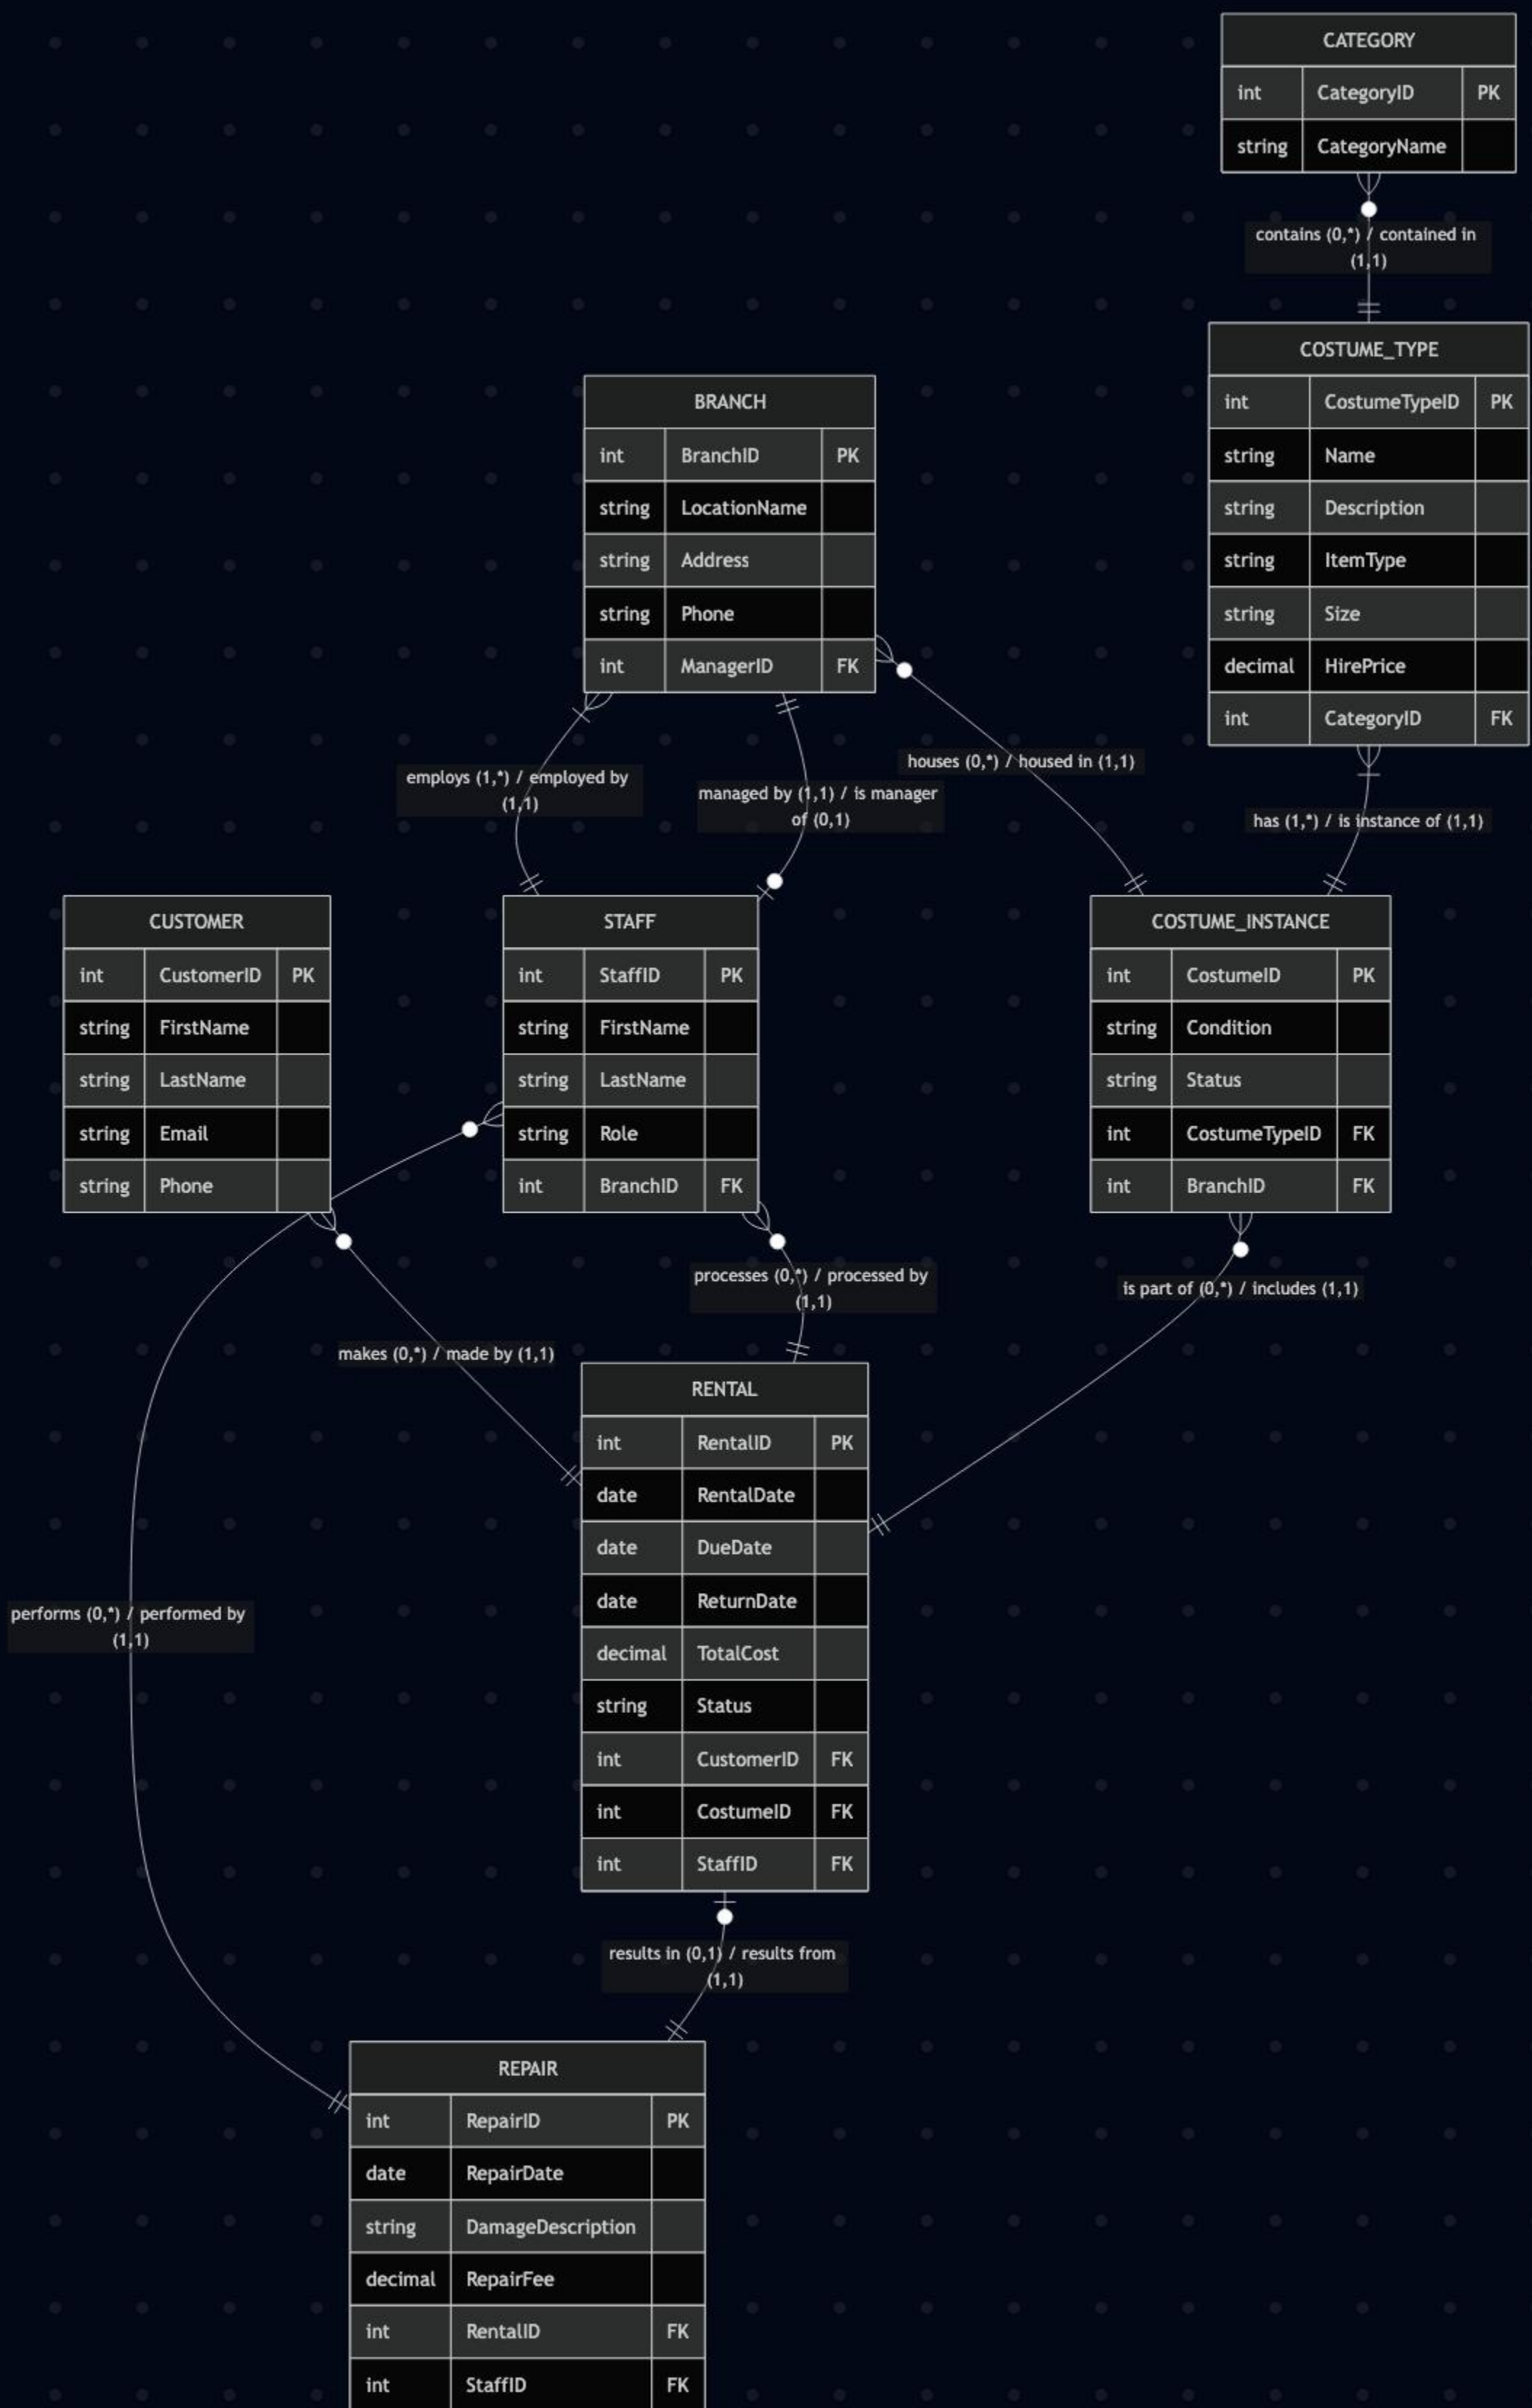 CATEGORY
int CategoryID PK
string CategoryName
contains (0,*) / contained in
(1,1)
COSTUME_TYPE
int CostumeTypeID PK
string Name
string Description
string ItemType
string Size
decimal HirePrice
int CategoryID FK
BRANCH
int BranchID PK
string LocationName
string Address
string Phone
int ManagerID FK
employs (1,*) / employed by
(1,1)
managed by (1,1) / is manager
of (0,1)
houses (0,*) / housed in (1,1)
has (1,*) / is instance of (1,1)
CUSTOMER
int CustomerID PK
string FirstName
string LastName
string Email
string Phone
STAFF
int StaffID PK
string FirstName
string LastName
string Role
int BranchID FK
COSTUME_INSTANCE
int CostumeID PK
string Condition
string Status
int CostumeTypeID FK
int BranchID FK
processes (0,*) / processed by
(1,1)
is part of (0,*) / includes (1,1)
makes (0,*) / made by (1,1)
RENTAL
int RentalID PK
date RentalDate
date DueDate
date ReturnDate
decimal TotalCost
string Status
int CustomerID FK
int CostumeID FK
int StaffID FK
performs (0,*) / performed by
(1,1)
results in (0,1) / results from
(1,1)
REPAIR
int RepairID PK
date RepairDate
string DamageDescription
decimal RepairFee
int RentalID FK
int StaffID FK